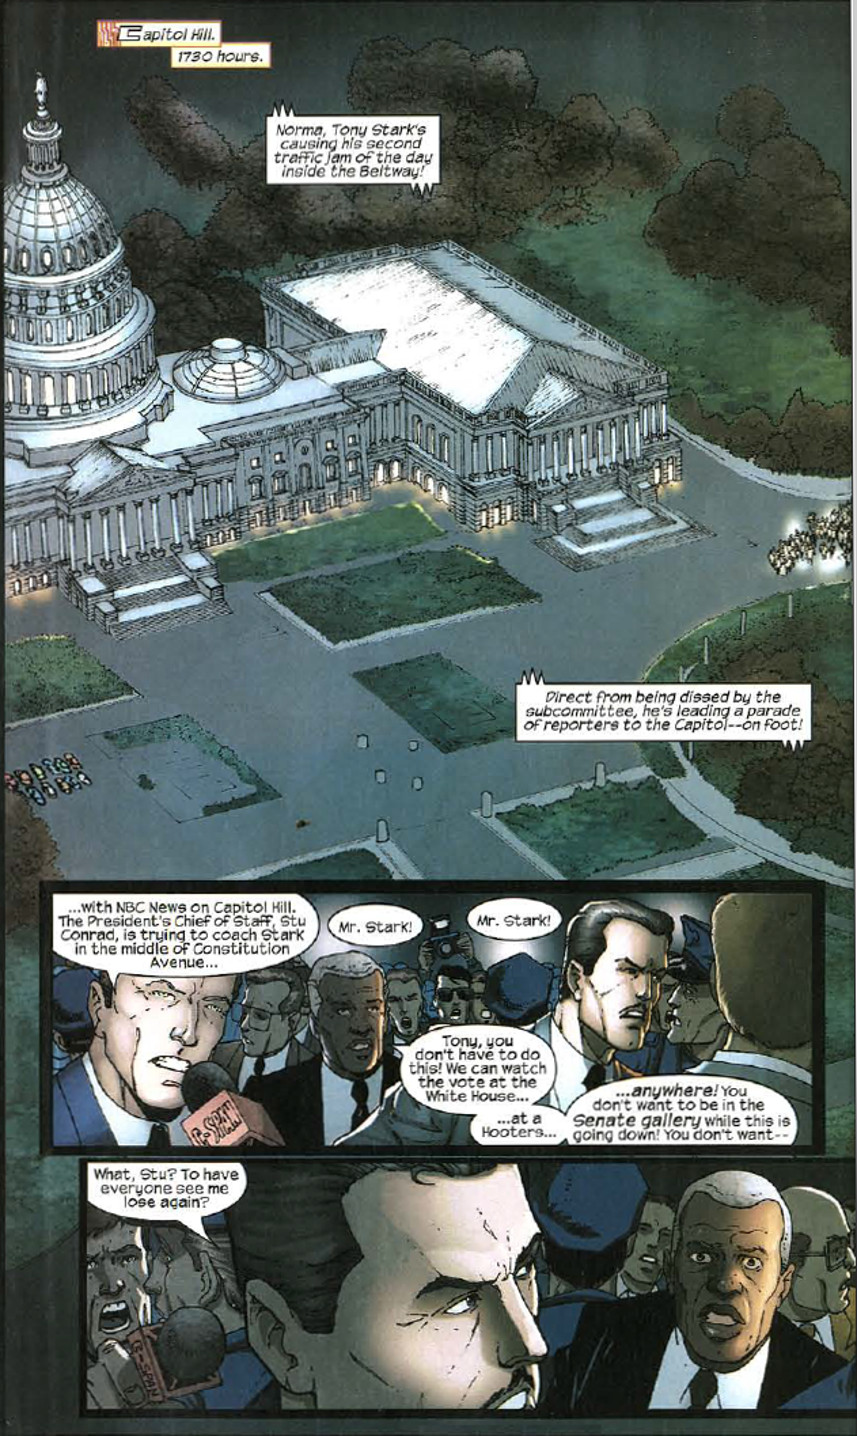 Capitol Hill.
1730 hours.
Norma, Tony Stark's
causing his second
traffic jam of the day
inside the Beltway!
Direct from being dissed by the
subcommittee, he's leading a parade
of reporters to the Capitol--on foot!
...with NBC News on Capitol Hill.
The President's Chief of Staff, Stu
Conrad, is trying to coach Stark
in the middle of Constitution
Avenue...
Mr. Stark!
Mr. Stark!
Tony, you
don't have to do
this! We can watch
the vote at the
White House...
...at a
Hooters...
...anywhere! You
don't want to be in the
Senate gallery while this is
going down! You don't want--
C-SPAN
What, Stu? To have
everyone see me
lose again?
C-SPAN